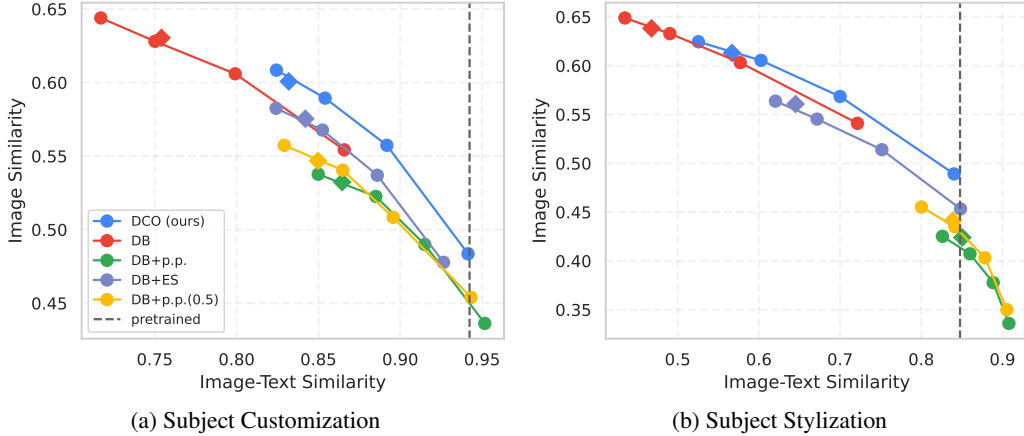 0.65
0.60
0.55
0.50
0.45
Image Similarity
DCO (ours)
DB
DB+p.p.
DB+ES
DB+p.p.(0.5)
pretrained
0.75 0.80 0.85 0.90 0.95
Image-Text Similarity
(a) Subject Customization
0.65
0.60
0.55
0.50
0.45
0.40
0.35
Image Similarity
0.5 0.6 0.7 0.8 0.9
Image-Text Similarity
(b) Subject Stylization